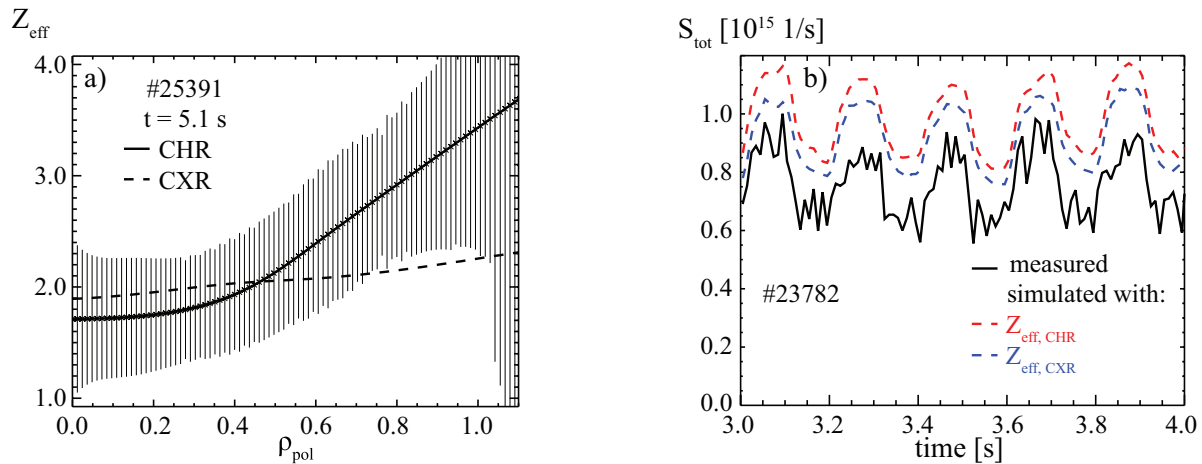 Z_eff
4.0
3.0
2.0
1.0
a)
#25391
t = 5.1 s
CHR
CXR
0.0 0.2 0.4 0.6 0.8 1.0
ρ_pol
S_tot [10^15 1/s]
1.0
0.8
0.6
0.4
0.2
0.0
b)
measured
simulated with:
#23782
Z_eff, CHR
Z_eff, CXR
3.0 3.2 3.4 3.6 3.8 4.0
time [s]